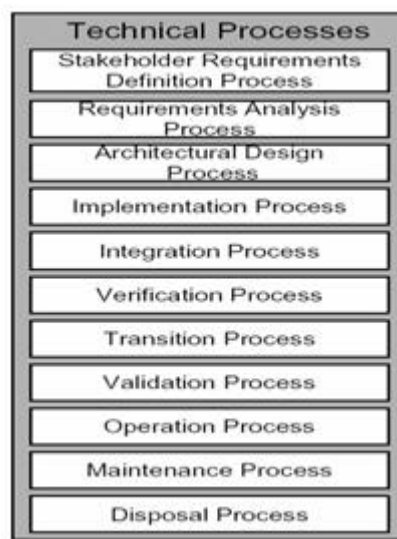 Technical Processes
Stakeholder Requirements
Definition Process
Requirements Analysis
Process
Architectural Design
Process
Implementation Process
Integration Process
Verification Process
Transition Process
Validation Process
Operation Process
Maintenance Process
Disposal Process